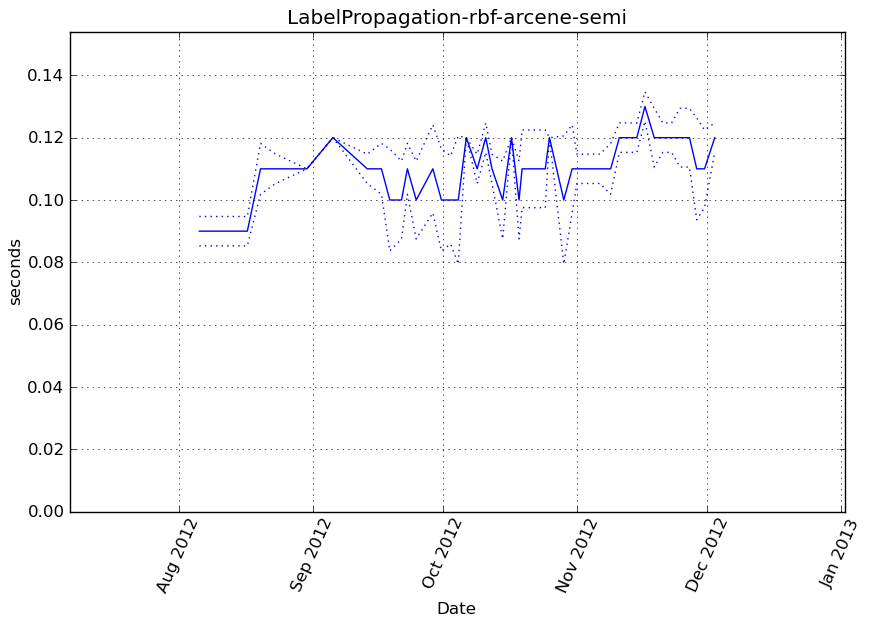 LabelPropagation-rbf-arcene-semi
0.14
0.12
0.10
0.08
0.06
0.04
0.02
0.00
seconds
Aug 2012
Sep 2012
Oct 2012
Nov 2012
Dec 2012
Jan 2013
Date